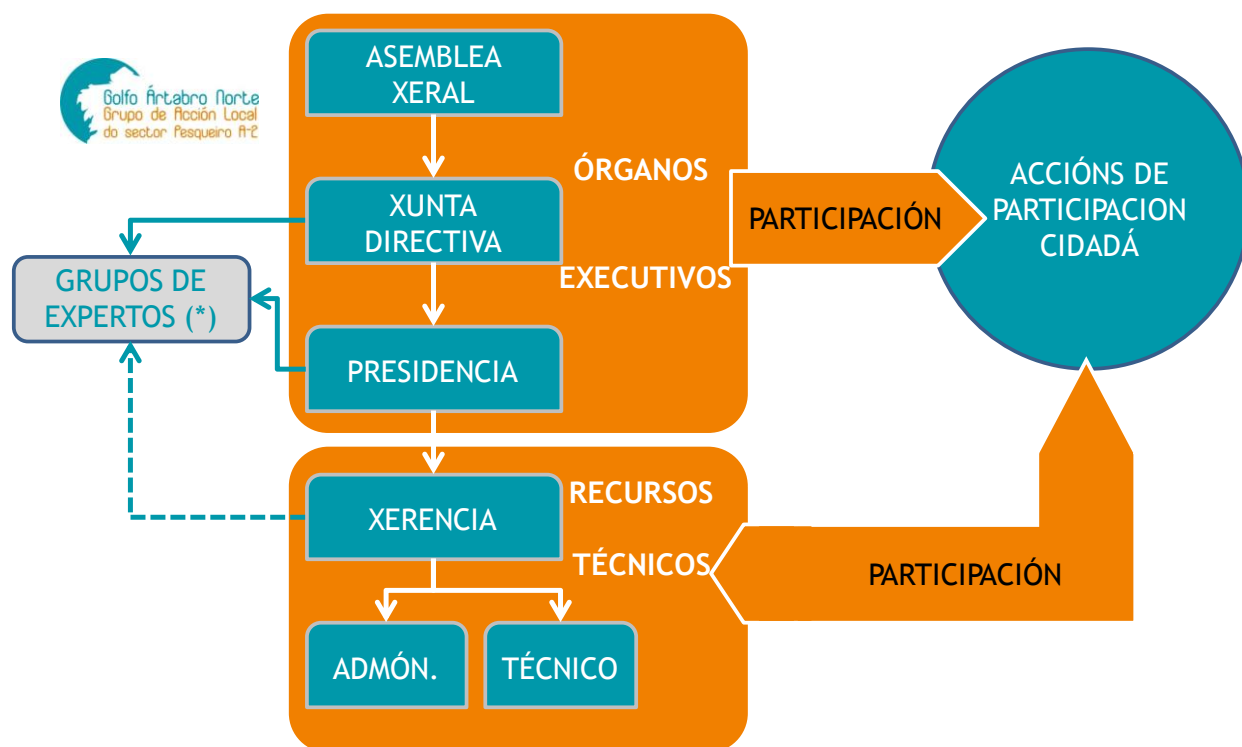 Golfo Ártabro Norte
Grupo de Acción Local
do sector Pesqueiro A-2
ASEMBLEA
XERAL
XUNTA
DIRECTIVA
PRESIDENCIA
ÓRGANOS
EXECUTIVOS
GRUPOS DE
EXPERTOS (*)
PARTICIPACIÓN
ACCIÓNS DE
PARTICIPACION
CIDADÁ
XERENCIA
RECURSOS
TÉCNICOS
ADMÓN.
TÉCNICO
PARTICIPACIÓN